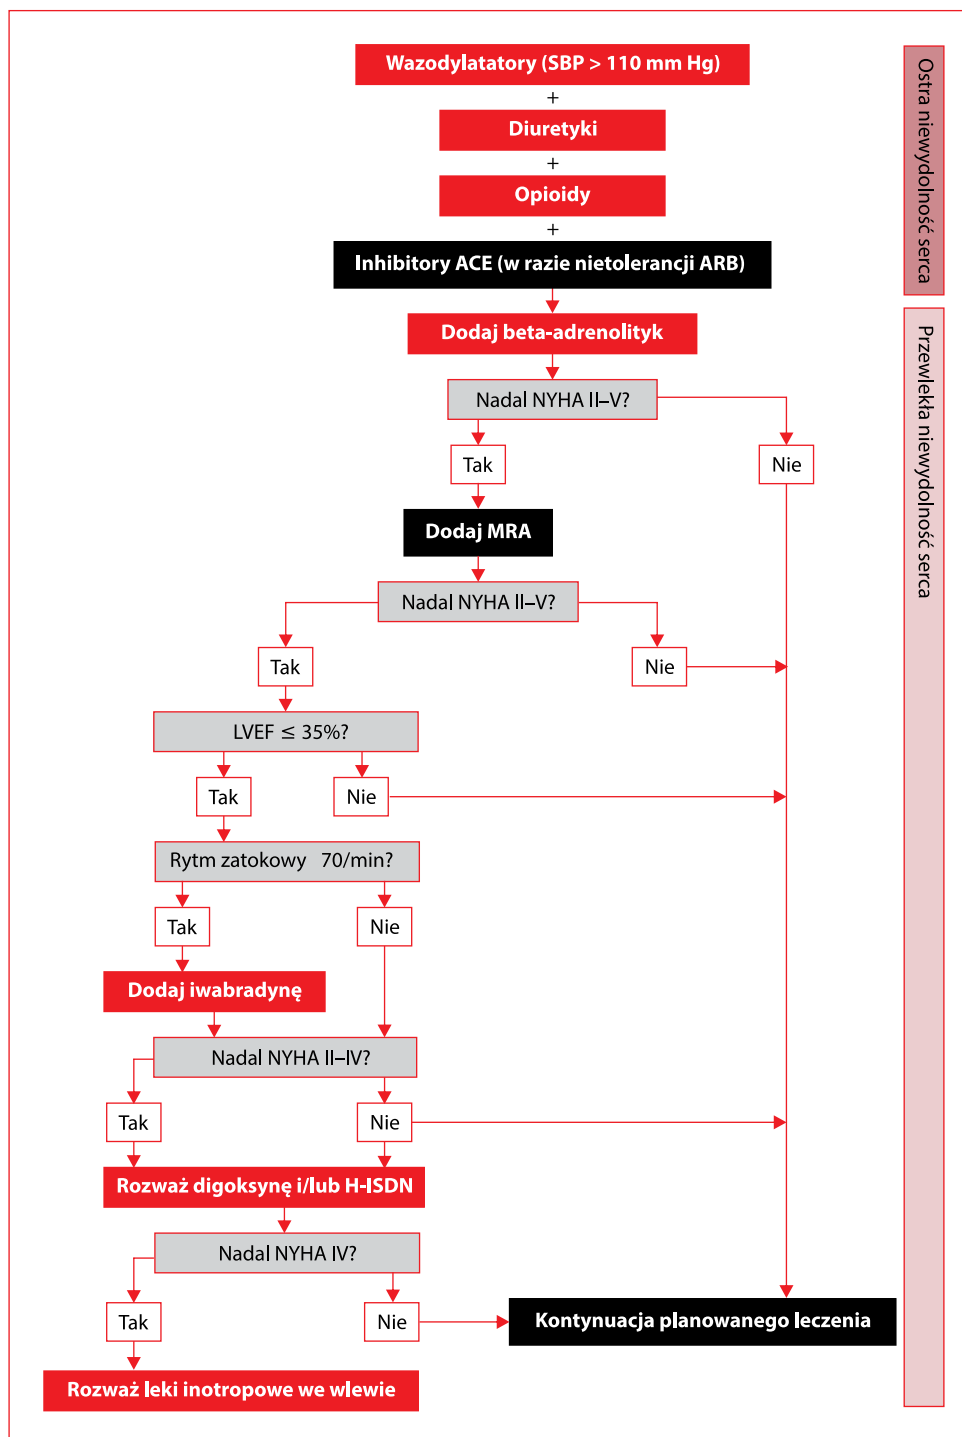 Wazodylatatory (SBP > 110 mm Hg)
+
Diuretyki
+
Opioidy
+
Inhibitory ACE (w razie nietolerancji ARB)
Ostra niewydolność serca
Dodaj beta-adrenolityk
Przewlekła niewydolność serca
Nadal NYHA II–V?
Tak
Nie
Dodaj MRA
Nadal NYHA II–V?
Tak
Nie
LVEF ≤ 35%?
Tak
Nie
Rytm zatokowy 70/min?
Tak
Nie
Dodaj iwabradynę
Nadal NYHA II–IV?
Tak
Nie
Rozważ digoksynę i/lub H-ISDN
Nadal NYHA IV?
Tak
Nie
Kontynuacja planowanego leczenia
Rozważ leki inotropowe we wlewie